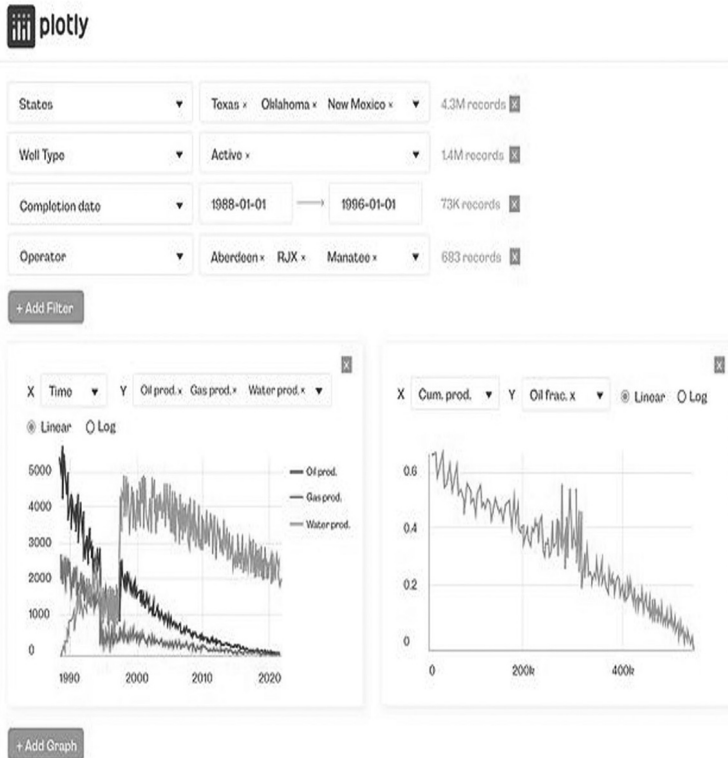 plotly
States ▼ Texas × Oklahoma × New Mexico × ▼ 4.3M records x
Well Type ▼ Active × ▼ 1.4M records x
Completion date ▼ 1988-01-01 → 1996-01-01 73K records x
Operator ▼ Aberdeen × RJX × Manatee × ▼ 683 records x
+ Add Filter
x
X Time ▼ Y Oil prod. x Gas prod. x Water prod. x ▼
Linear Log
5000
4000
3000
2000
1000
0
1990 2000 2010 2020
Oil prod.
Gas prod.
Water prod.
x
X Cum. prod. ▼ Y Oil frac. x ▼ Linear Log
0.6
0.4
0.2
0
0 200k 400k
+ Add Graph